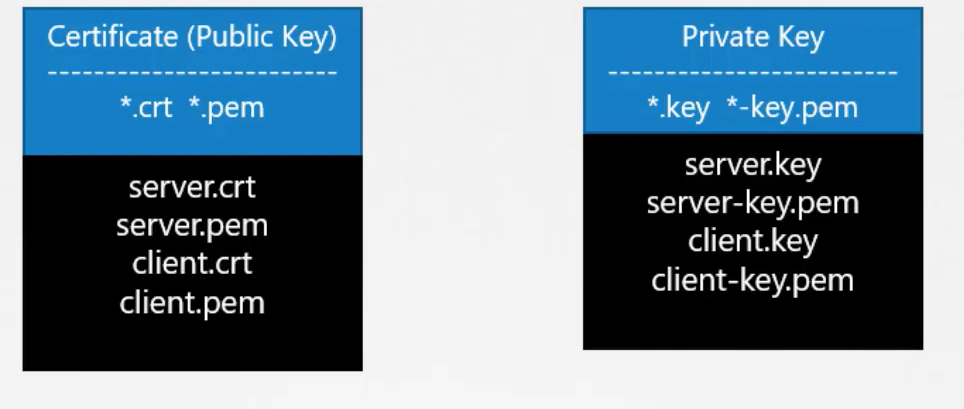 Certificate (Public Key)
-------------------------
*.crt *.pem
server.crt
server.pem
client.crt
client.pem
Private Key
-------------------------
*.key *-key.pem
server.key
server-key.pem
client.key
client-key.pem